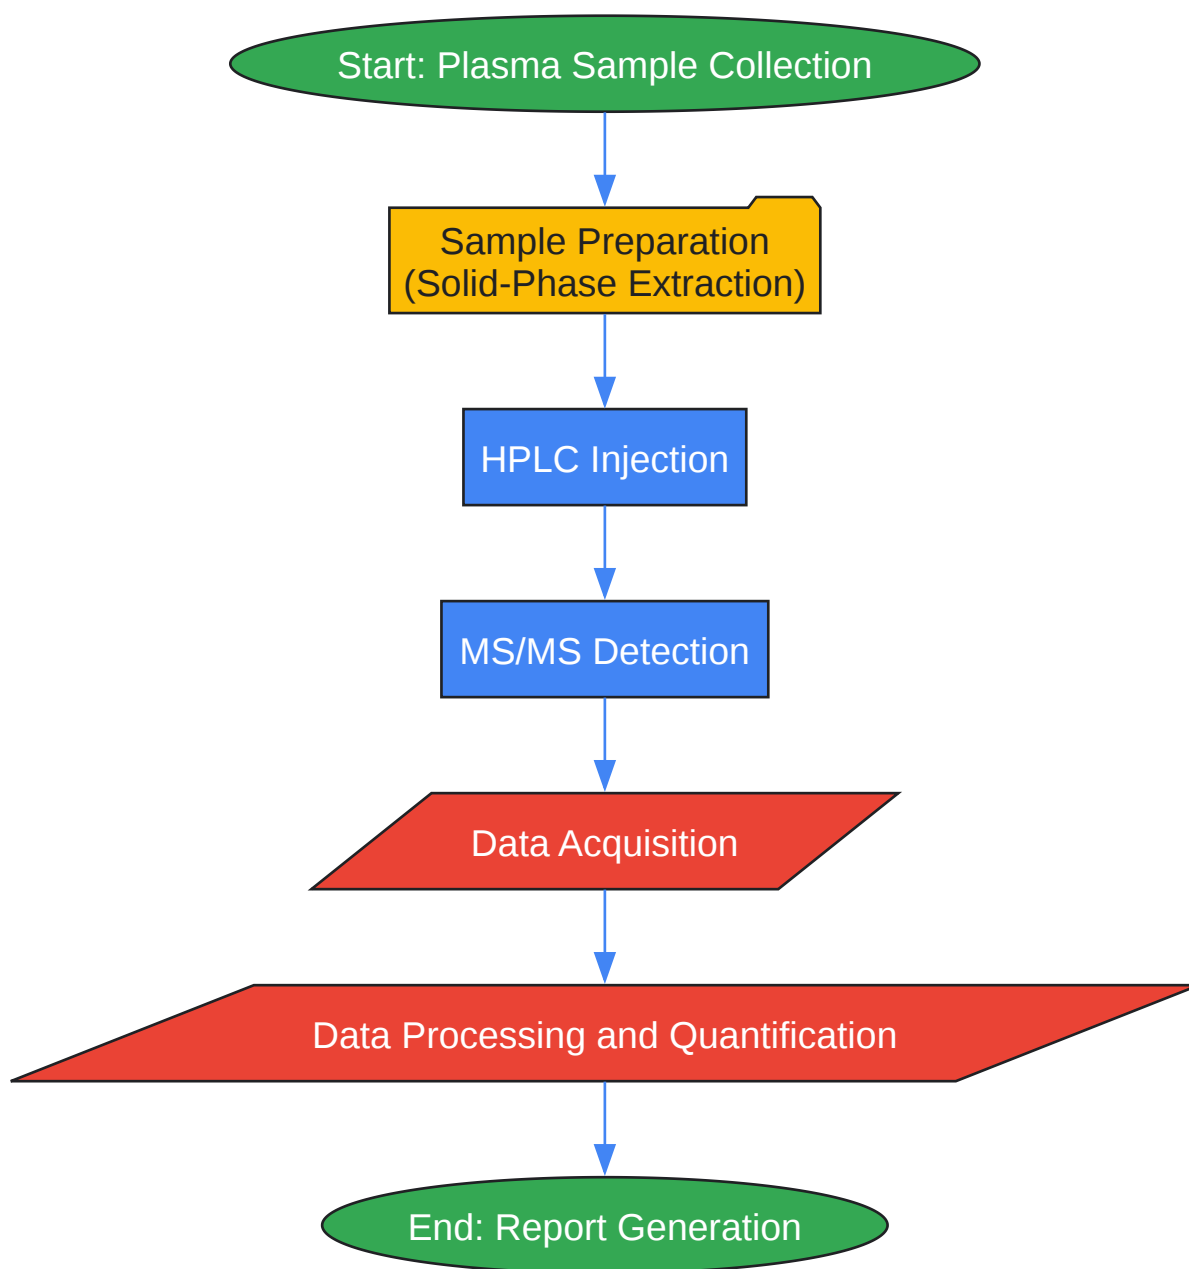 Start: Plasma Sample Collection
Sample Preparation
(Solid-Phase Extraction)
HPLC Injection
MS/MS Detection
Data Acquisition
Data Processing and Quantification
End: Report Generation